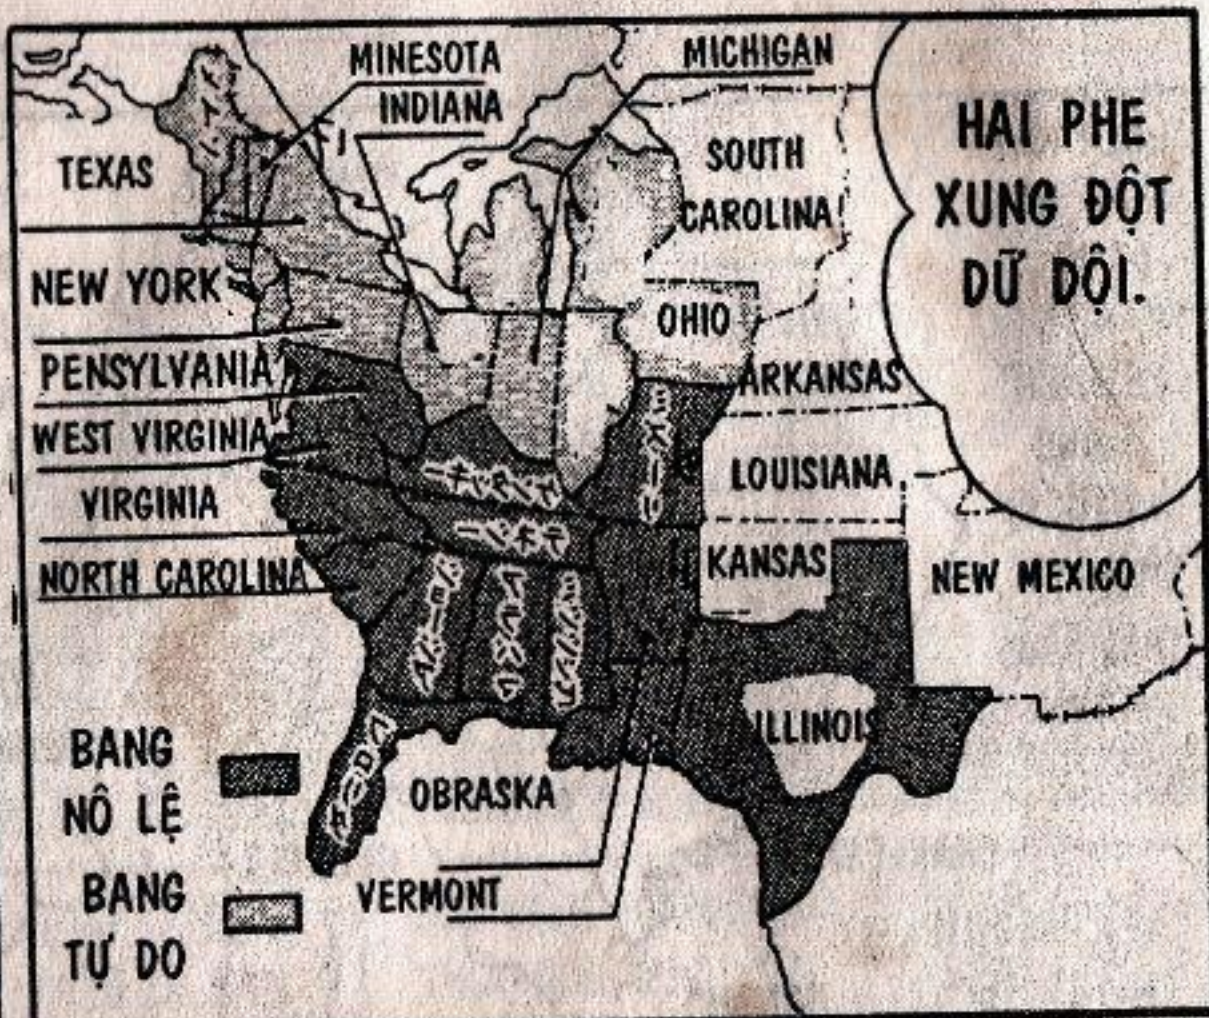 MINESOTA
MICHIGAN
INDIANA
TEXAS
SOUTH
CAROLINA
HAI PHE
XUNG ĐỘT
DỮ DỘI.
NEW YORK
OHIO
PENSYLVANIA
ARKANSAS
WEST VIRGINIA
LOUISIANA
VIRGINIA
NORTH CAROLINA
KANSAS
NEW MEXICO
ILLINOIS
BANG
NÔ LỆ
OBRASKA
VERMONT
BANG
TỰ DO